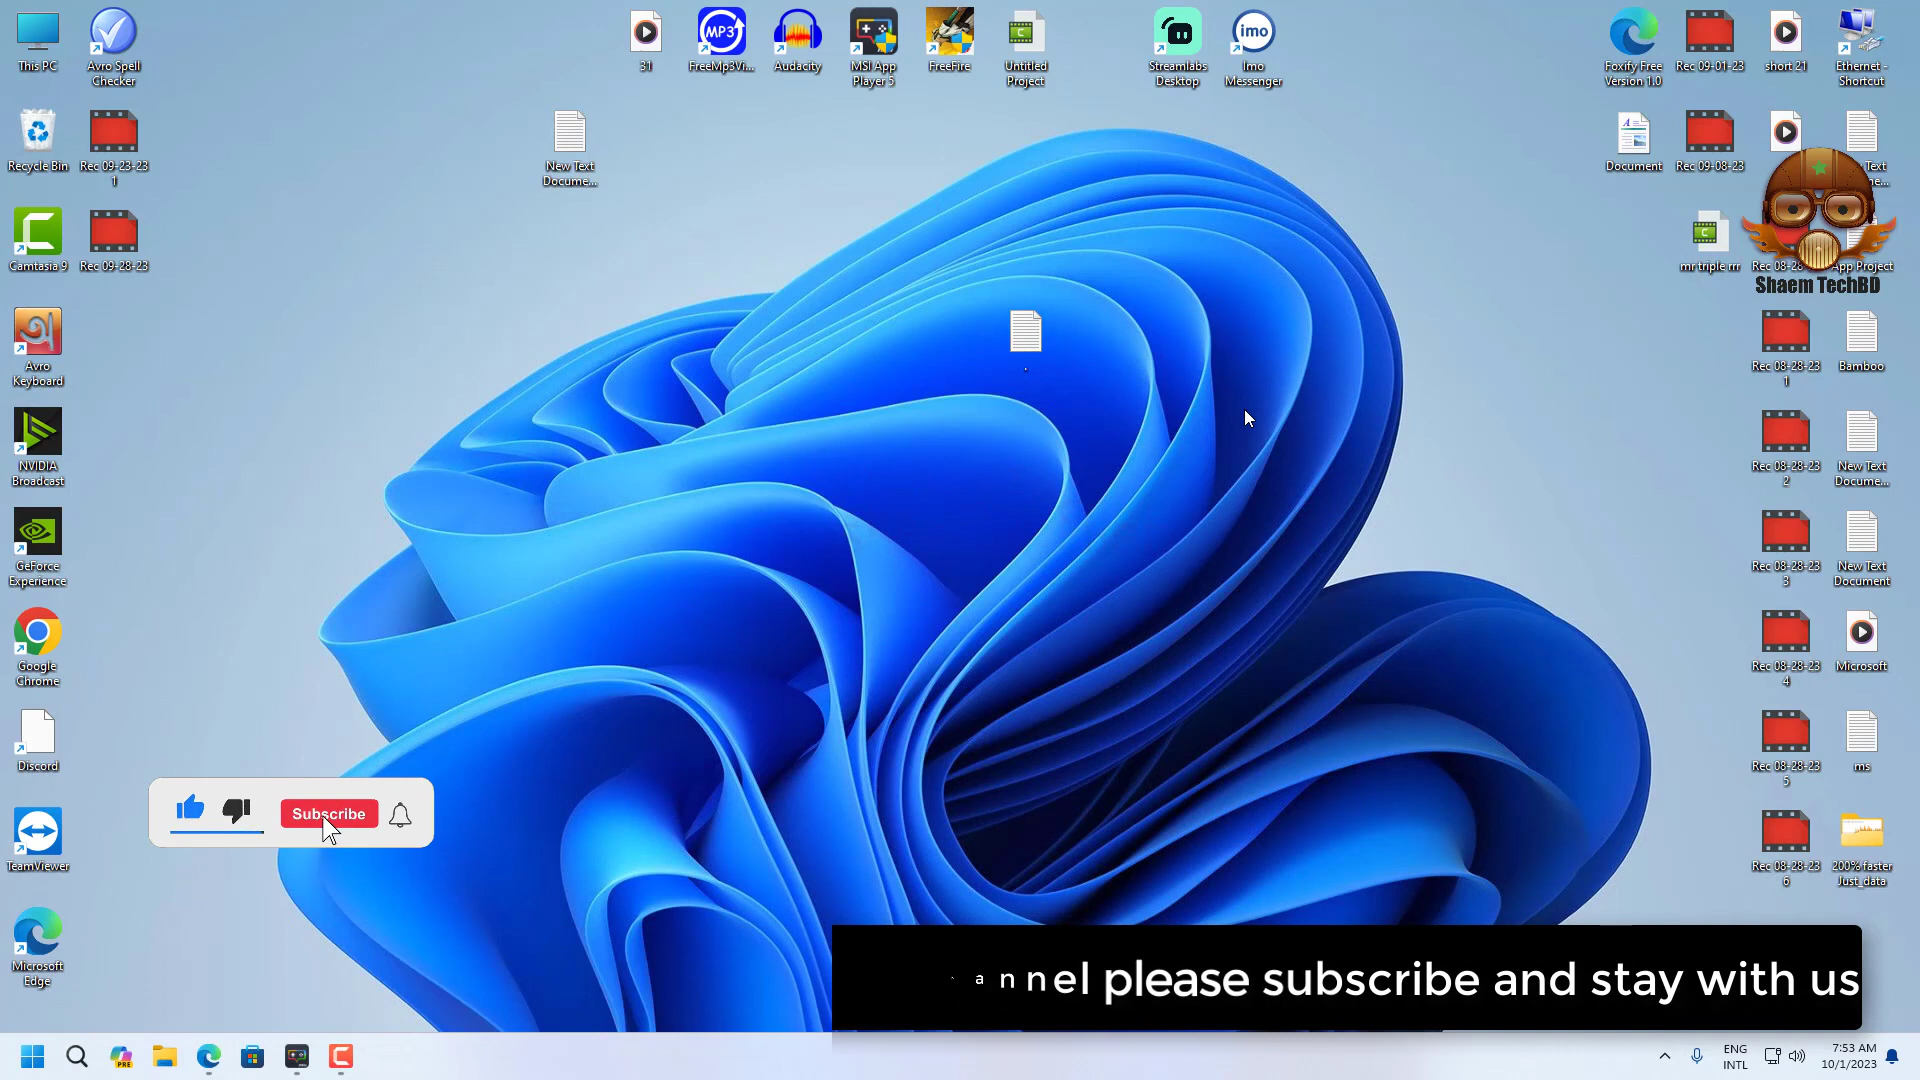 This PC
Avro Spell
Checker
31
FreeMp3Vi...
Audacity
MSI App
Player 5
FreeFire
Untitled
Project
Streamlabs
Desktop
Imo
Messenger
Foxify Free
Version 1.0
Rec 09-01-23
short 21
Ethernet -
Shortcut
Recycle Bin
Rec 09-23-23
1
New Text
Docume...
Document
Rec 09-08-23
Text
Camtasia 9
Rec 09-28-23
mr triple rrr
Rec 08-28-
App Project
Shaem TechBD
Avro
Keyboard
.
Rec 08-28-23
1
Bamboo
NVIDIA
Broadcast
Rec 08-28-23
2
New Text
Docume...
GeForce
Experience
Rec 08-28-23
3
New Text
Document
Google
Chrome
Rec 08-28-23
4
Microsoft
Discord
Rec 08-28-23
5
ms
Subscribe
TeamViewer
Rec 08-28-23
6
200% faster
Just_data
Microsoft
Edge
annel please subscribe and stay with us
PRE
ENG
INTL
7:53 AM
10/1/2023